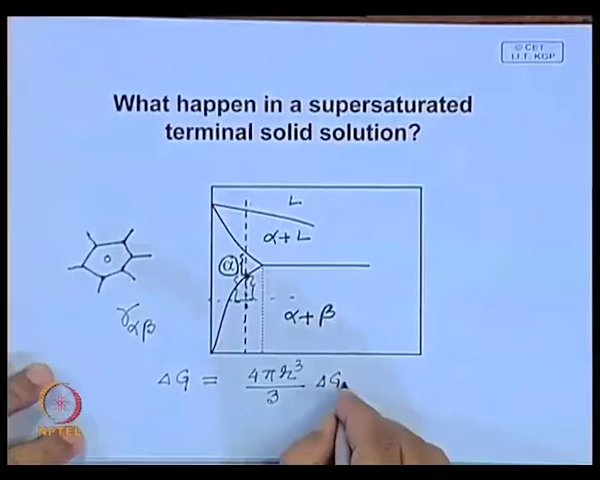 © CET
I.I.T. KGP
What happen in a supersaturated
terminal solid solution?
L
α+L
α
γαβ
α+β
ΔG = 4πr³/3 ΔG
NPTEL